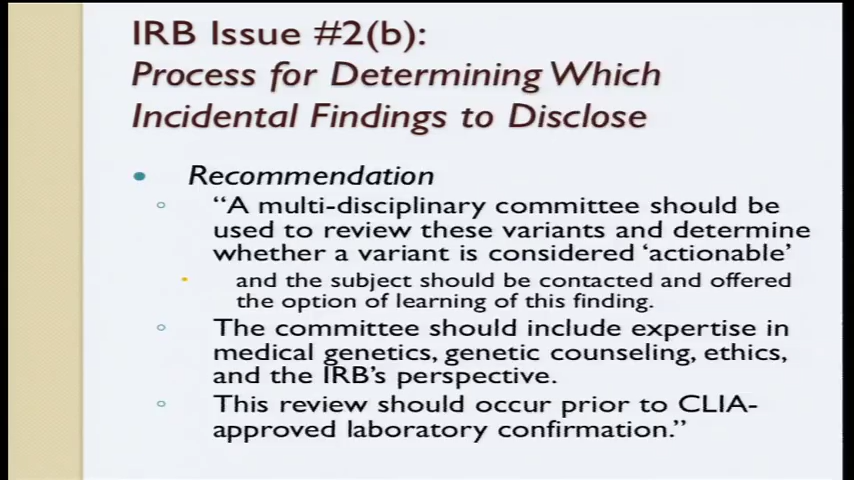 IRB Issue #2(b):
Process for Determining Which
Incidental Findings to Disclose
Recommendation
“A multi-disciplinary committee should be
used to review these variants and determine
whether a variant is considered ‘actionable’
and the subject should be contacted and offered
the option of learning of this finding.
The committee should include expertise in
medical genetics, genetic counseling, ethics,
and the IRB’s perspective.
This review should occur prior to CLIA-
approved laboratory confirmation.”